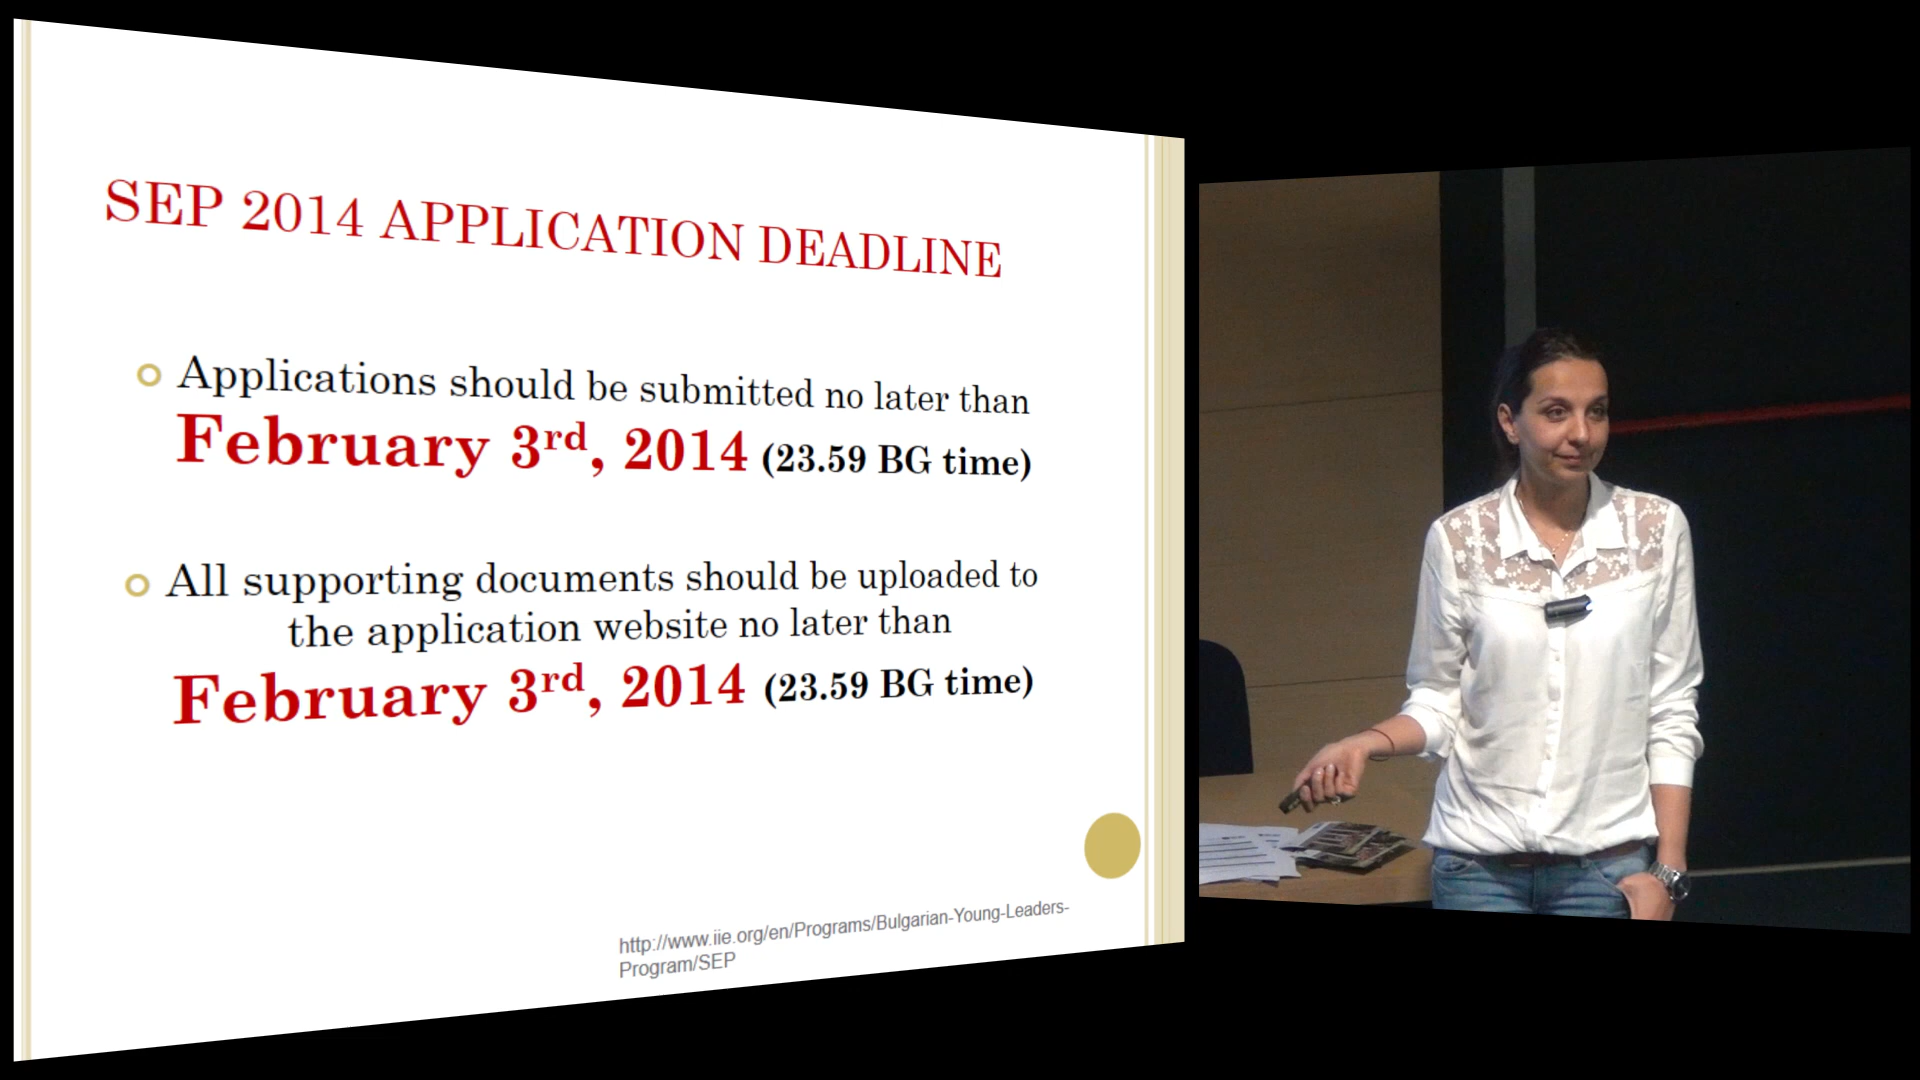 SEP 2014 APPLICATION DEADLINE
Applications should be submitted no later than
February 3rd, 2014 (23.59 BG time)
All supporting documents should be uploaded to
the application website no later than
February 3rd, 2014 (23.59 BG time)
http://www.iie.org/en/Programs/Bulgarian-Young-Leaders-
Program/SEP